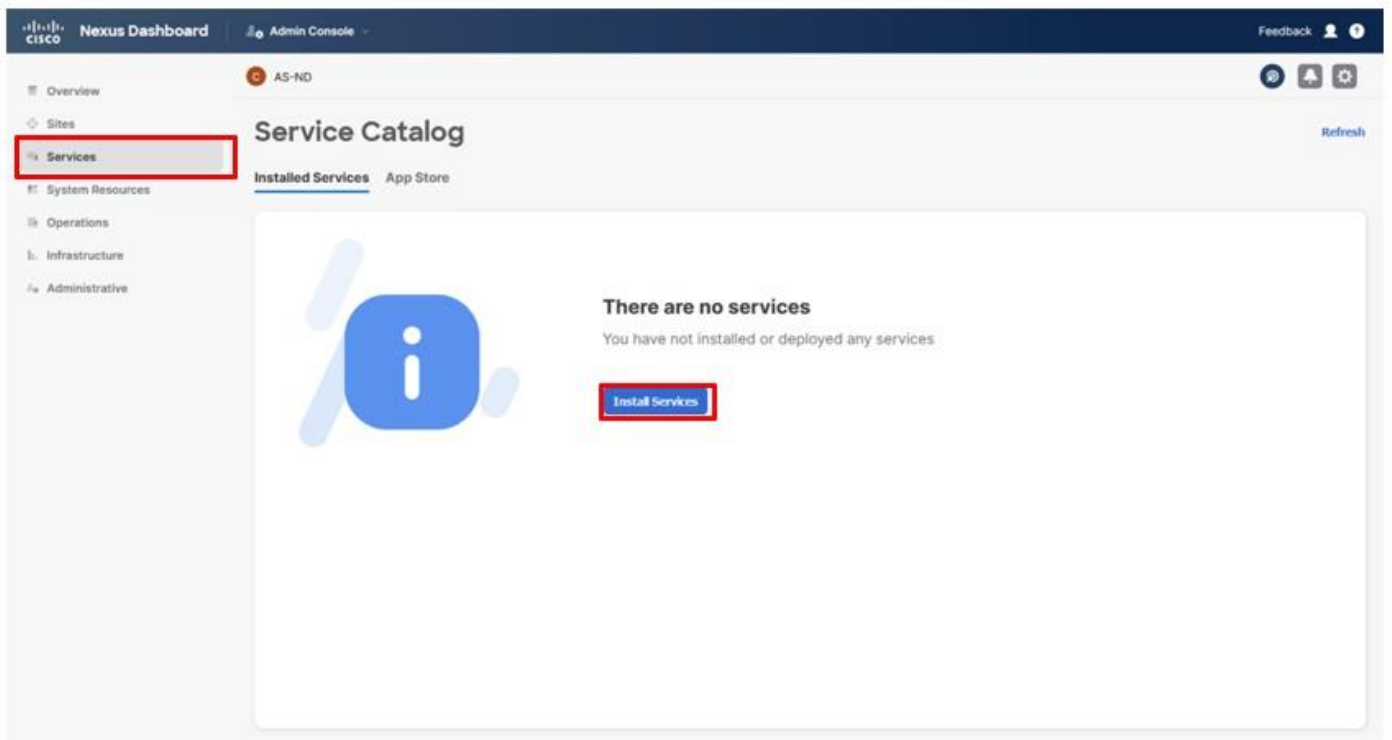 cisco Nexus Dashboard Admin Console Feedback
AS-ND
Overview
Sites
Services
System Resources
Operations
Infrastructure
Administrative
Service Catalog
Refresh
Installed Services App Store
There are no services
You have not installed or deployed any services
Install Services